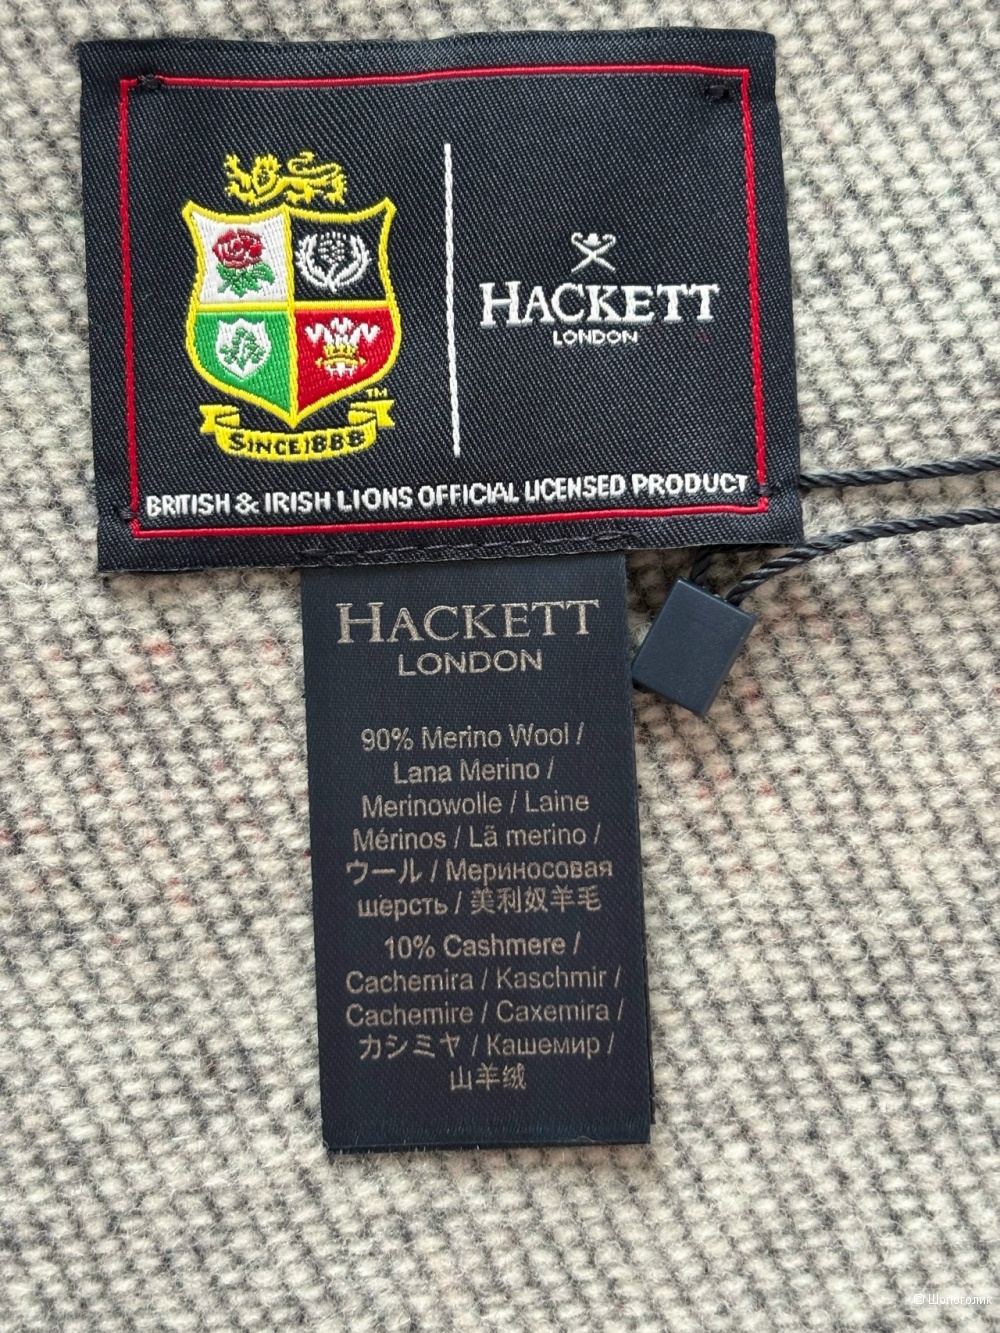 HACKETT
LONDON
TM
SINCE 1888
BRITISH & IRISH LIONS OFFICIAL LICENSED PRODUCT
HACKETT
LONDON
90% Merino Wool /
Lana Merino /
Merinowolle / Laine
Mérinos / Lã merino /
ウール / Мериносовая
шерсть / 美利奴羊毛
10% Cashmere /
Cachemira / Kaschmir /
Cachemire / Caxemira /
カシミヤ / Кашемир /
山羊绒
© Шопоголик